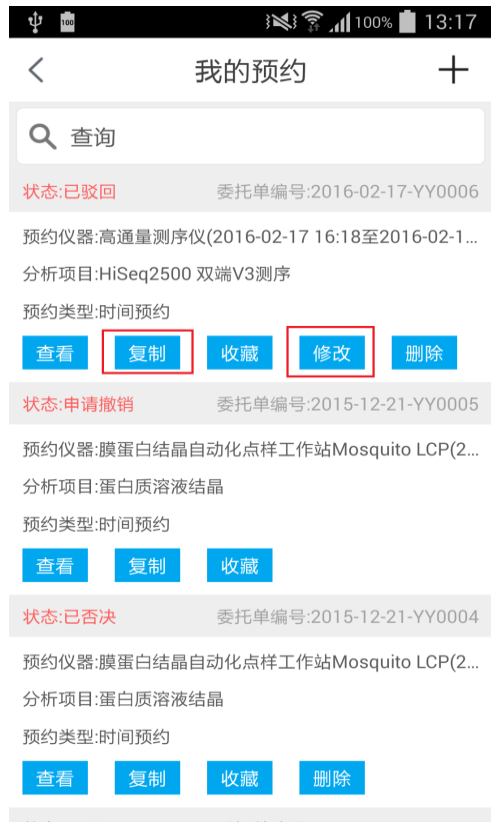 100 100% 13:17
我的预约
查询
状态:已驳回 委托单编号:2016-02-17-YY0006
预约仪器:高通量测序仪(2016-02-17 16:18至2016-02-1...
分析项目:HiSeq2500 双端V3测序
预约类型:时间预约
查看 复制 收藏 修改 删除
状态:申请撤销 委托单编号:2015-12-21-YY0005
预约仪器:膜蛋白结晶自动化点样工作站Mosquito LCP(2...
分析项目:蛋白质溶液结晶
预约类型:时间预约
查看 复制 收藏
状态:已否决 委托单编号:2015-12-21-YY0004
预约仪器:膜蛋白结晶自动化点样工作站Mosquito LCP(2...
分析项目:蛋白质溶液结晶
预约类型:时间预约
查看 复制 收藏 删除